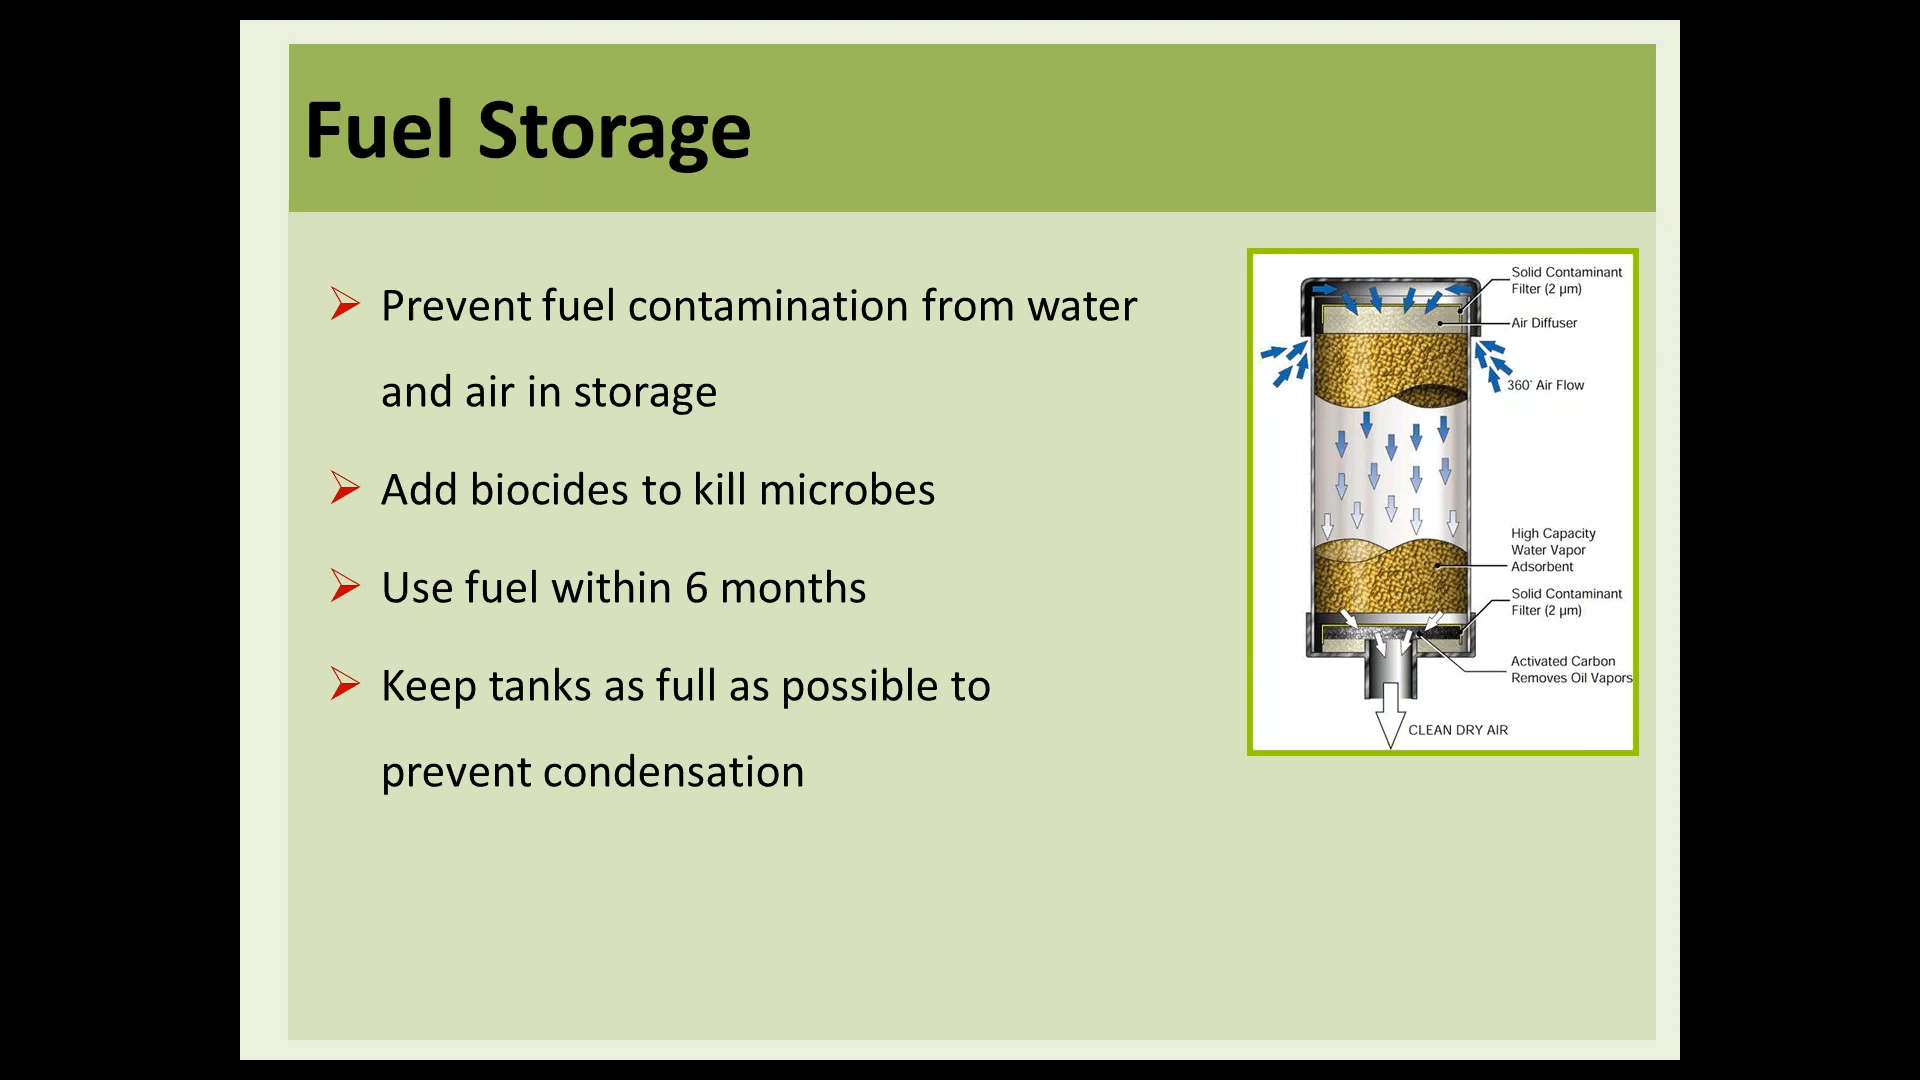 Fuel Storage
Prevent fuel contamination from water
and air in storage
Add biocides to kill microbes
Use fuel within 6 months
Keep tanks as full as possible to
prevent condensation
Solid Contaminant
Filter (2 µm)
Air Diffuser
360° Air Flow
High Capacity
Water Vapor
Adsorbent
Solid Contaminant
Filter (2 µm)
Activated Carbon
Removes Oil Vapors
CLEAN DRY AIR